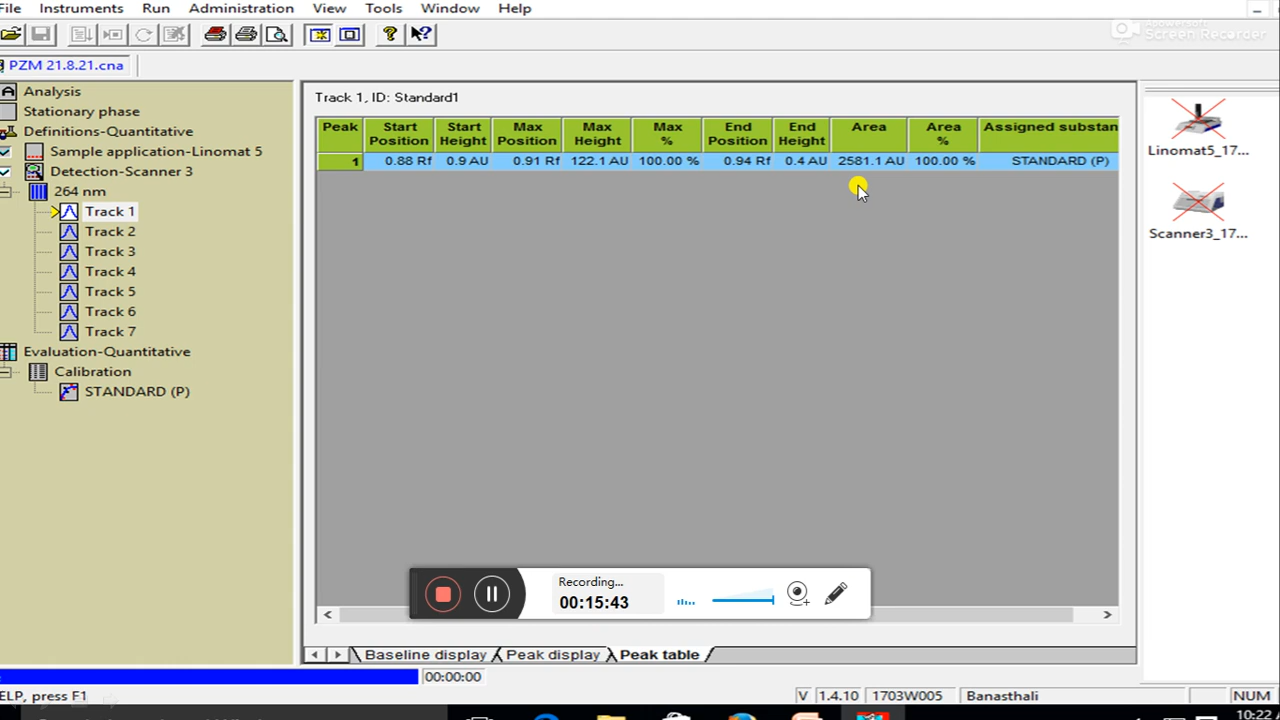 File Instruments Run Administration View Tools Window Help
Apowersoft
Screen Recorder
PZM 21.8.21.cna
Analysis
Stationary phase
Definitions-Quantitative
Sample application-Linomat 5
Detection-Scanner 3
264 nm
Track 1
Track 2
Track 3
Track 4
Track 5
Track 6
Track 7
Evaluation-Quantitative
Calibration
STANDARD (P)
Track 1, ID: Standard1
Peak Start Position Start Height Max Position Max Height Max % End Position End Height Area Area % Assigned substan
1 0.88 Rf 0.9 AU 0.91 Rf 122.1 AU 100.00 % 0.94 Rf 0.4 AU 2581.1 AU 100.00 % STANDARD (P)
Linomat5_17...
Scanner3_17...
Recording...
00:15:43
Baseline display Peak display Peak table
00:00:00
ELP, press F1
V 1.4.10 1703W005 Banasthali NUM
10:22